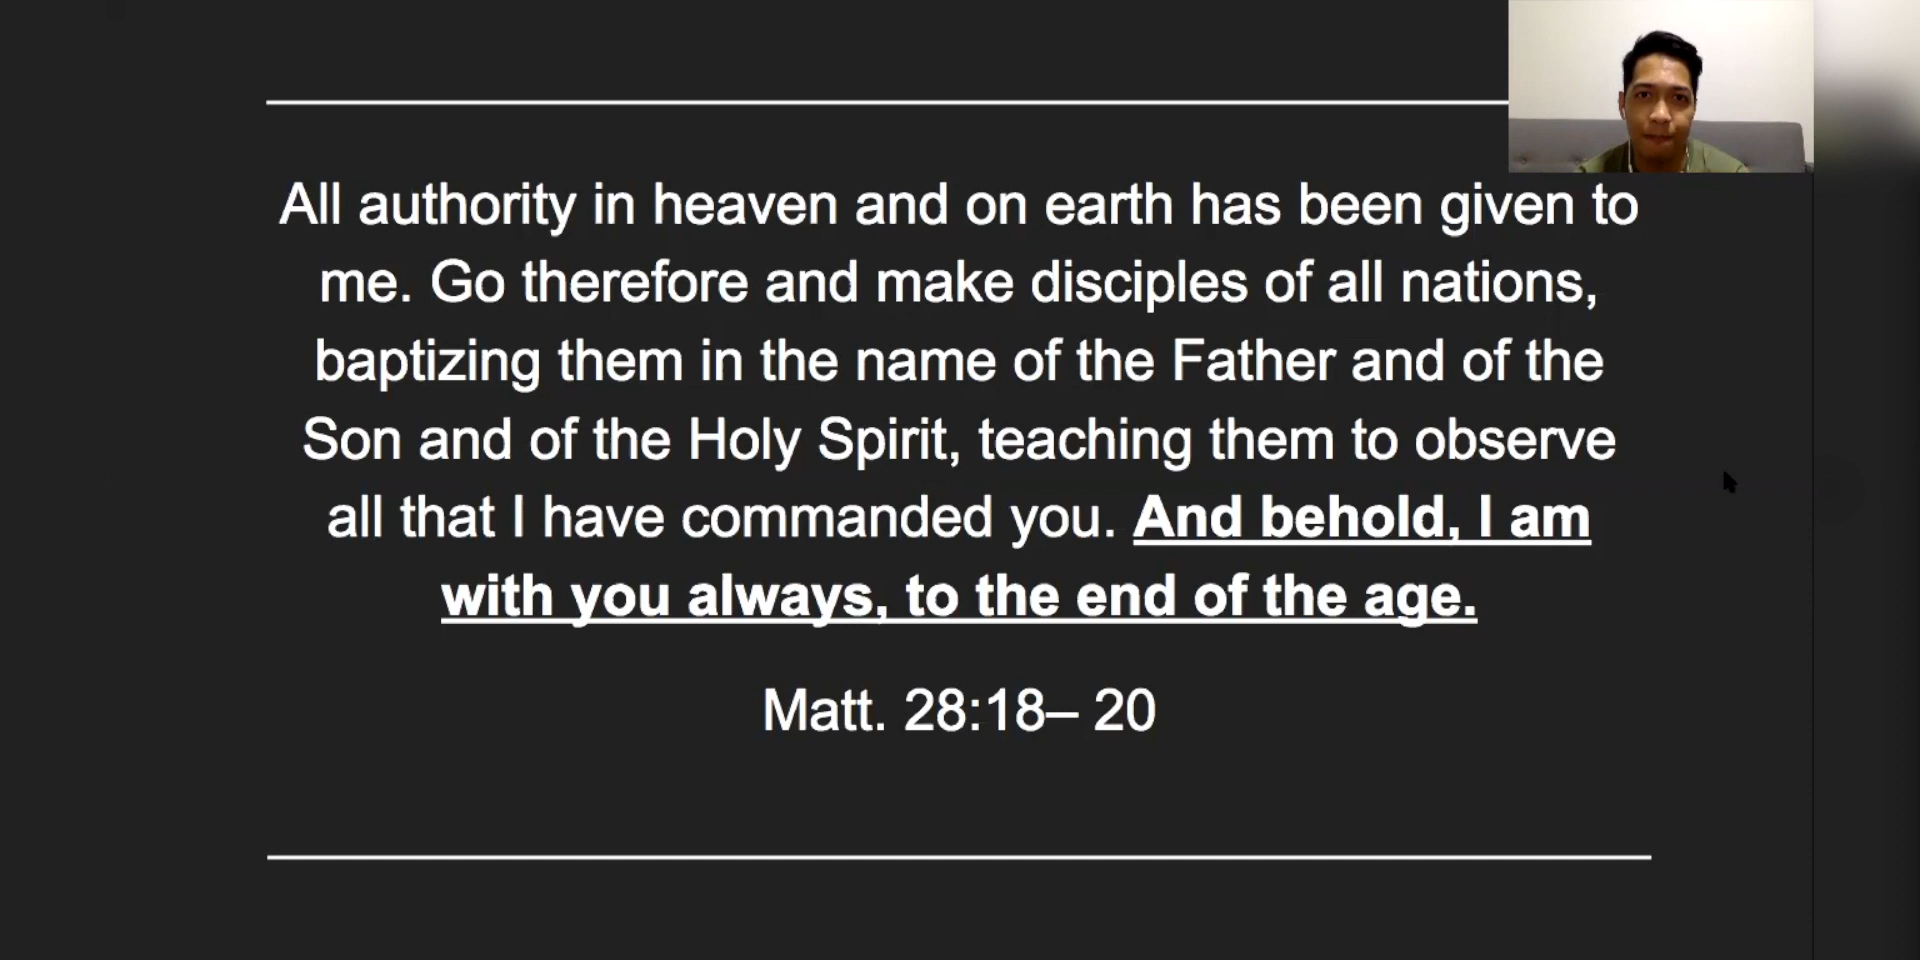 All authority in heaven and on earth has been given to
me. Go therefore and make disciples of all nations,
baptizing them in the name of the Father and of the
Son and of the Holy Spirit, teaching them to observe
all that I have commanded you. And behold, I am
with you always, to the end of the age.
Matt. 28:18– 20